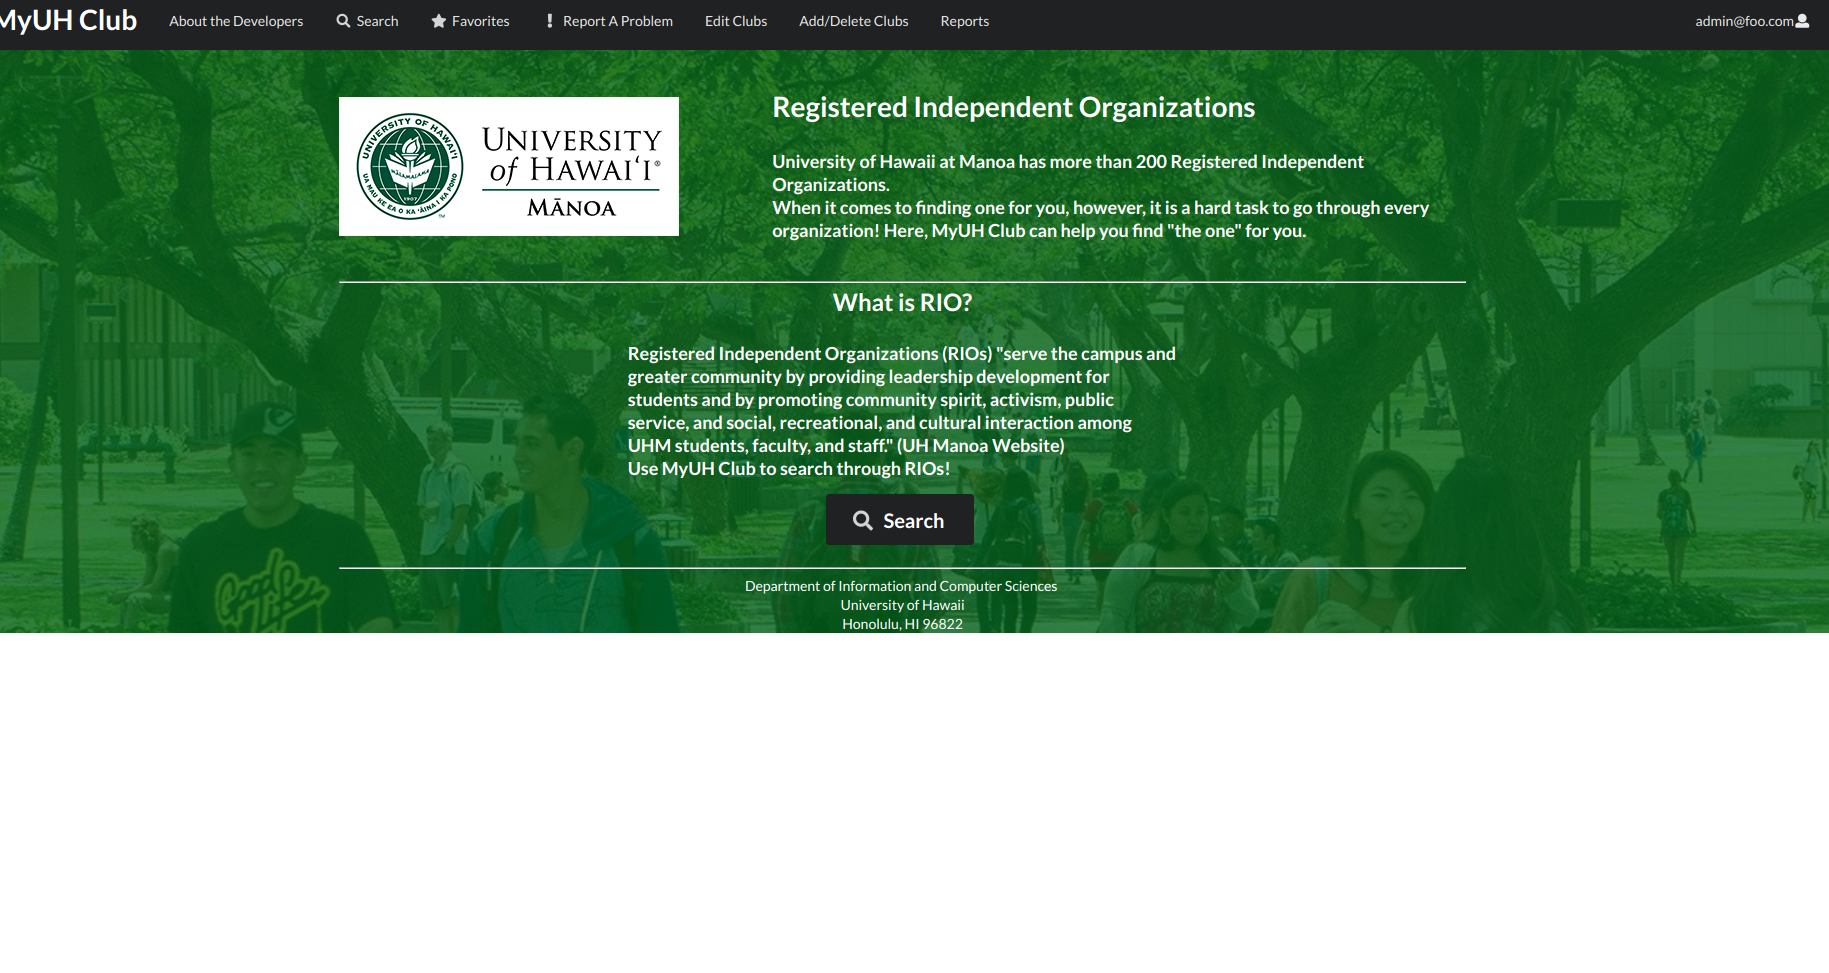 MyUH Club About the Developers Search Favorites Report A Problem Edit Clubs Add/Delete Clubs Reports admin@foo.com
Registered Independent Organizations
UNIVERSITY OF HAWAI'I
MALAMALAMA
1907
UA MAU KE EA O KA ʻĀINA I KA PONO
™
UNIVERSITY
of HAWAIʻI®
MĀNOA
University of Hawaii at Manoa has more than 200 Registered Independent
Organizations.
When it comes to finding one for you, however, it is a hard task to go through every
organization! Here, MyUH Club can help you find "the one" for you.
What is RIO?
Registered Independent Organizations (RIOs) "serve the campus and
greater community by providing leadership development for
students and by promoting community spirit, activism, public
service, and social, recreational, and cultural interaction among
UHM students, faculty, and staff." (UH Manoa Website)
Use MyUH Club to search through RIOs!
Search
Department of Information and Computer Sciences
University of Hawaii
Honolulu, HI 96822